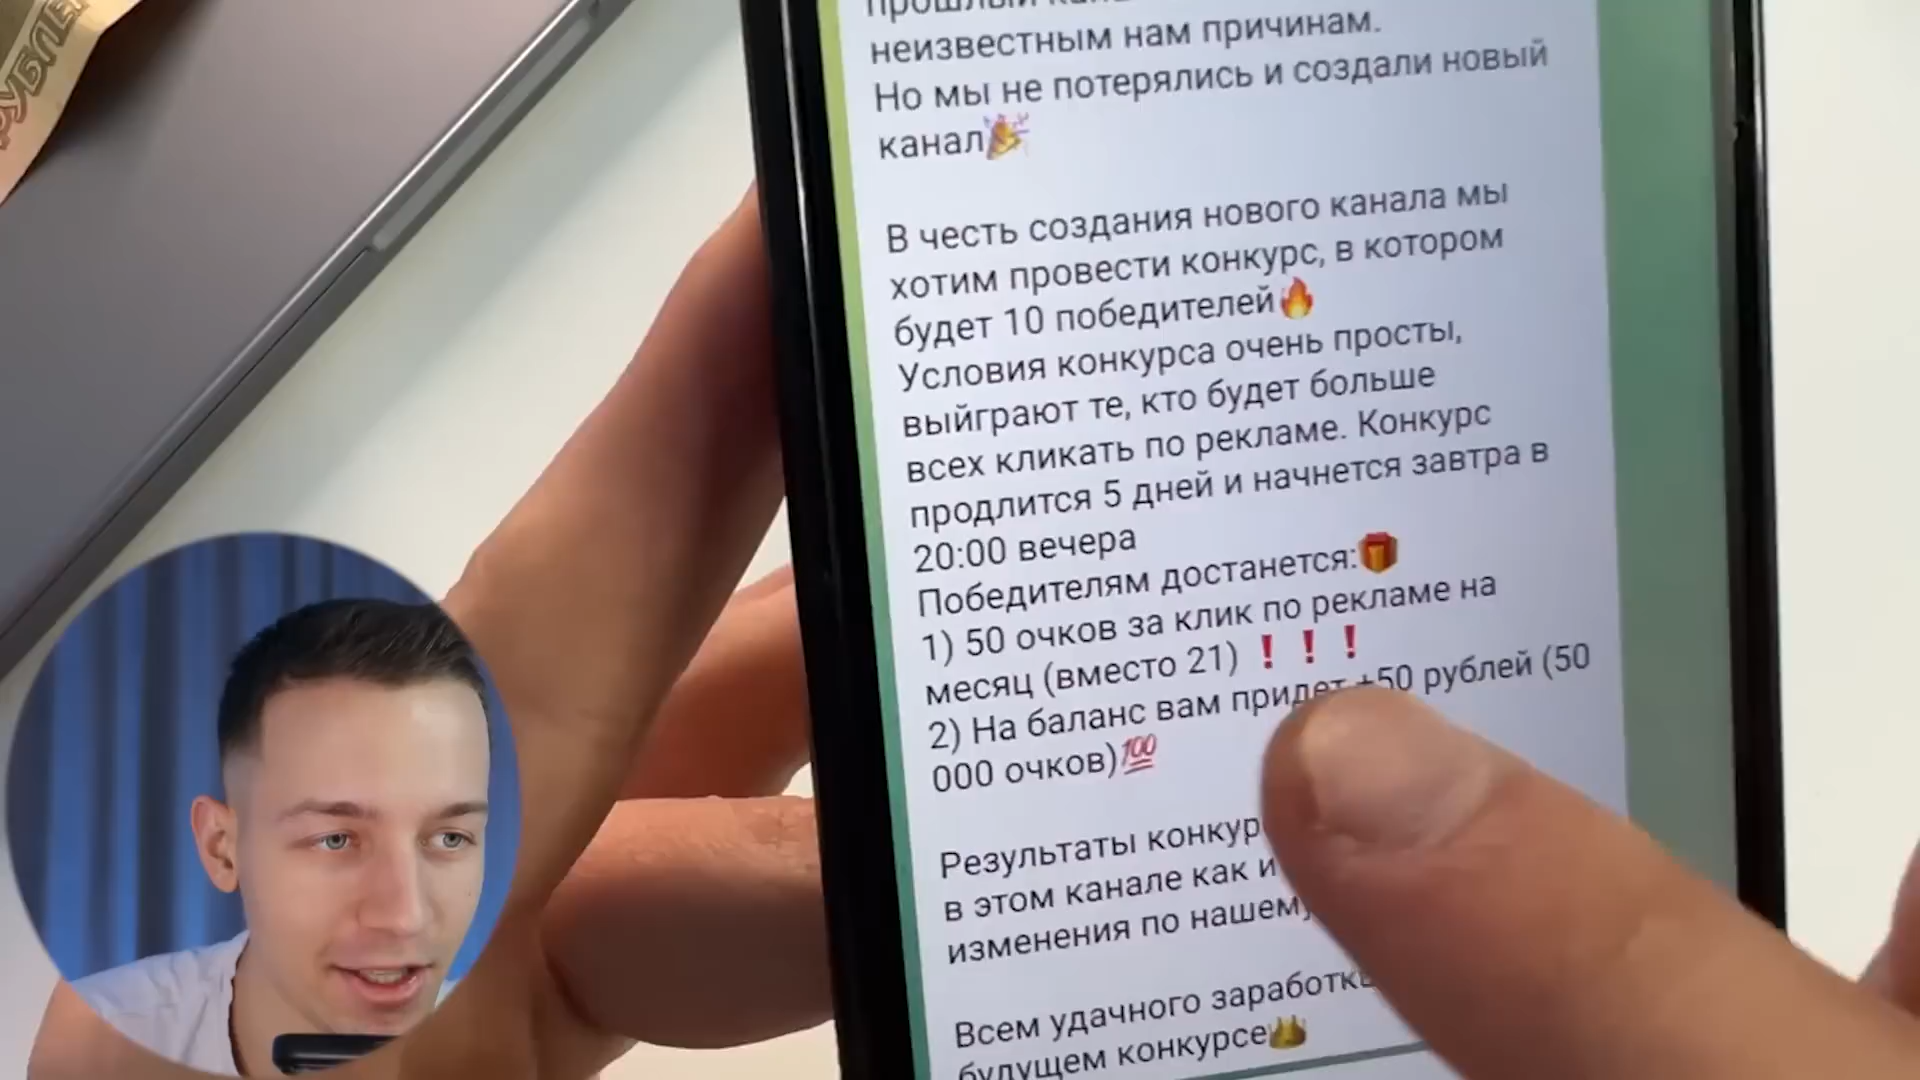 РУБЛЕ
неизвестным нам причинам.
Но мы не потерялись и создали новый
канал🎉
В честь создания нового канала мы
хотим провести конкурс, в котором
будет 10 победителей🔥
Условия конкурса очень просты,
выйграют те, кто будет больше
всех кликать по рекламе. Конкурс
продлится 5 дней и начнется завтра в
20:00 вечера
Победителям достанется:🎁
1) 50 очков за клик по рекламе на
месяц (вместо 21) ❗❗❗
2) На баланс вам придет +50 рублей (50
000 очков)💯
Результаты конкур
в этом канале как и
изменения по нашему
Всем удачного заработк
будущем конкурсе